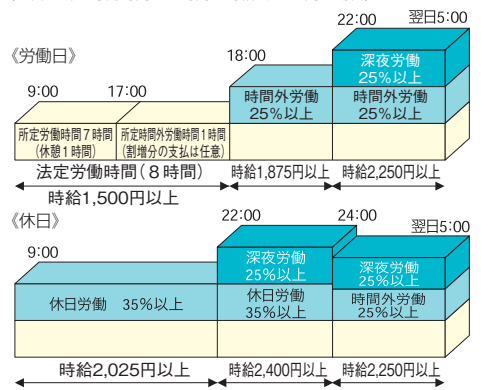 22:00 翌日5:00
《労働日》
18:00
深夜労働
25%以上
9:00 17:00
時間外労働
25%以上
時間外労働
25%以上
所定労働時間7時間
(休憩1時間)
所定時間外労働時間1時間
(割増分の支払は任意)
法定労働時間(8時間)
時給1,875円以上 時給2,250円以上
時給1,500円以上
《休日》
22:00 24:00 翌日5:00
9:00
深夜労働
25%以上
深夜労働
25%以上
休日労働 35%以上
休日労働
35%以上
時間外労働
25%以上
時給2,025円以上 時給2,400円以上 時給2,250円以上